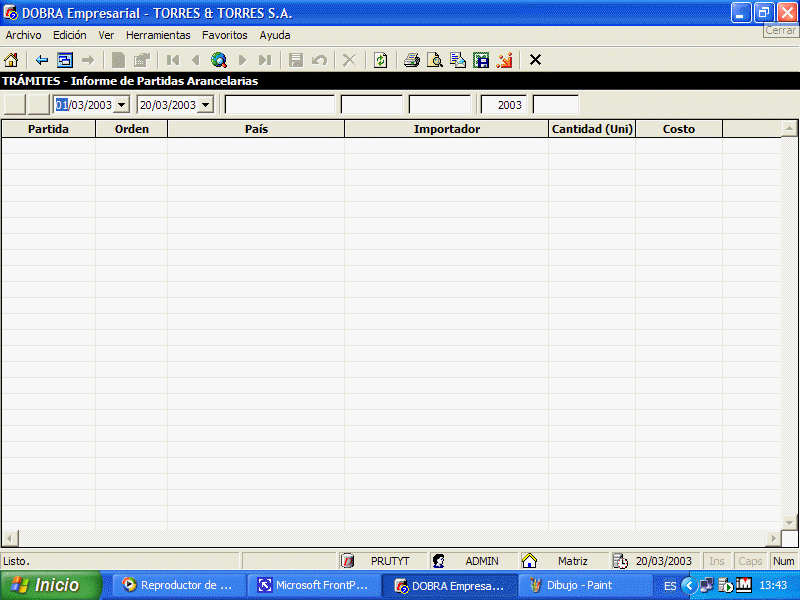 DOBRA Empresarial - TORRES & TORRES S.A.
Archivo Edición Ver Herramientas Favoritos Ayuda
Cerrar
TRÁMITES - Informe de Partidas Arancelarias
01/03/2003 20/03/2003 2003
Partida Orden País Importador Cantidad (Uni) Costo
Listo. PRUTYT ADMIN Matriz 20/03/2003 Ins Caps Num
Inicio Reproductor de ... Microsoft FrontP... DOBRA Empresa... Dibujo - Paint ES 13:43